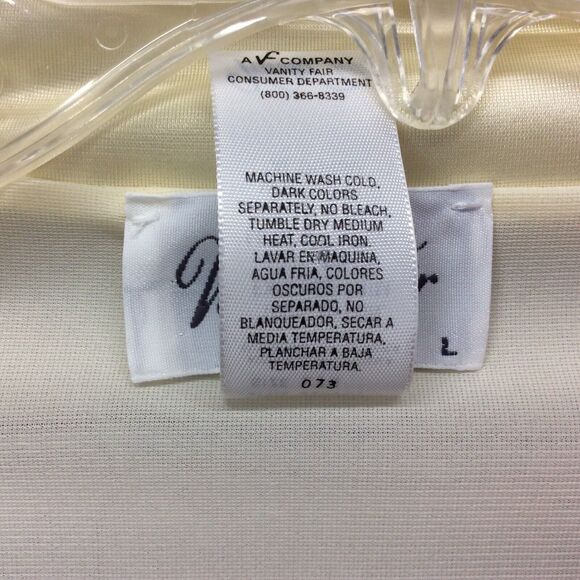 A VF COMPANY
VANITY FAIR
CONSUMER DEPARTMENT
(800) 366-8339
MACHINE WASH COLD,
DARK COLORS
SEPARATELY, NO BLEACH,
TUMBLE DRY MEDIUM
HEAT, COOL IRON.
LAVAR EN MAQUINA,
AGUA FRIA, COLORES
OSCUROS POR
SEPARADO, NO
BLANQUEADOR, SECAR A
MEDIA TEMPERATURA,
PLANCHAR A BAJA
TEMPERATURA.
073
L